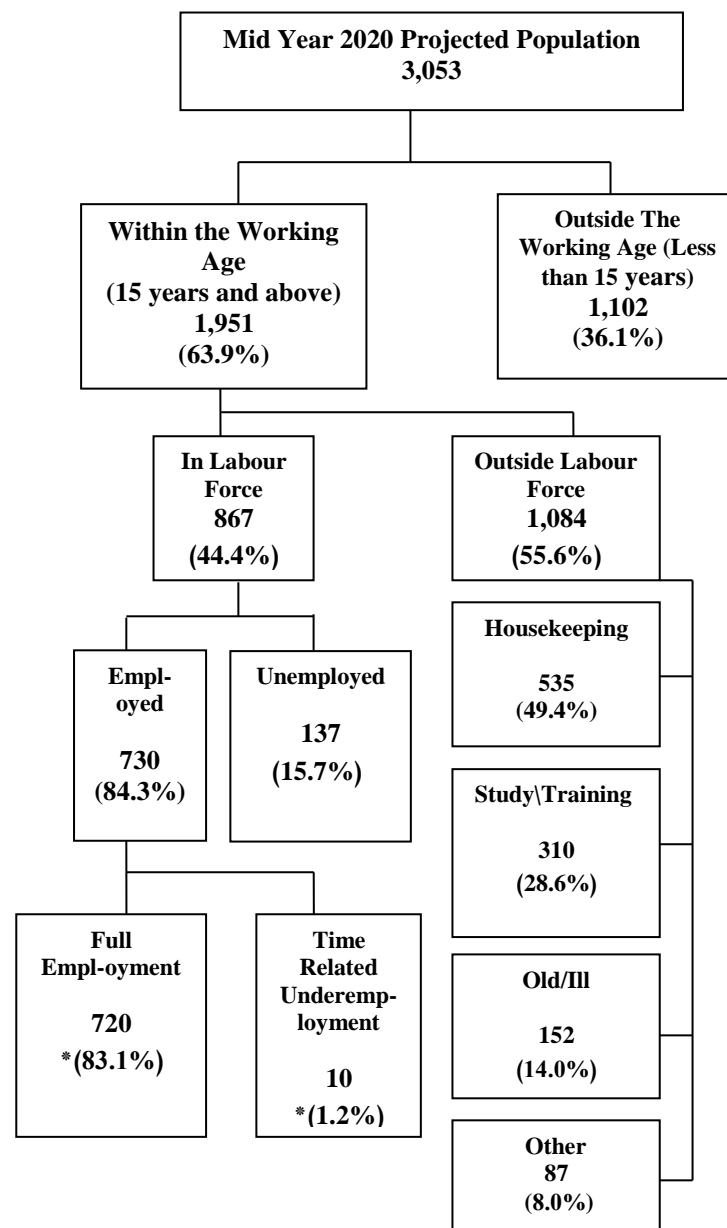 Mid Year 2020 Projected Population
3,053
Within the Working
Age
(15 years and above)
1,951
(63.9%)
Outside The
Working Age (Less
than 15 years)
1,102
(36.1%)
In Labour
Force
867
(44.4%)
Outside Labour
Force
1,084
(55.6%)
Empl-
oyed
730
(84.3%)
Unemployed
137
(15.7%)
Housekeeping
535
(49.4%)
Study\Training
310
(28.6%)
Full
Empl-oyment
720
*(83.1%)
Time
Related
Underemp-
loyment
10
*(1.2%)
Old/Ill
152
(14.0%)
Other
87
(8.0%)